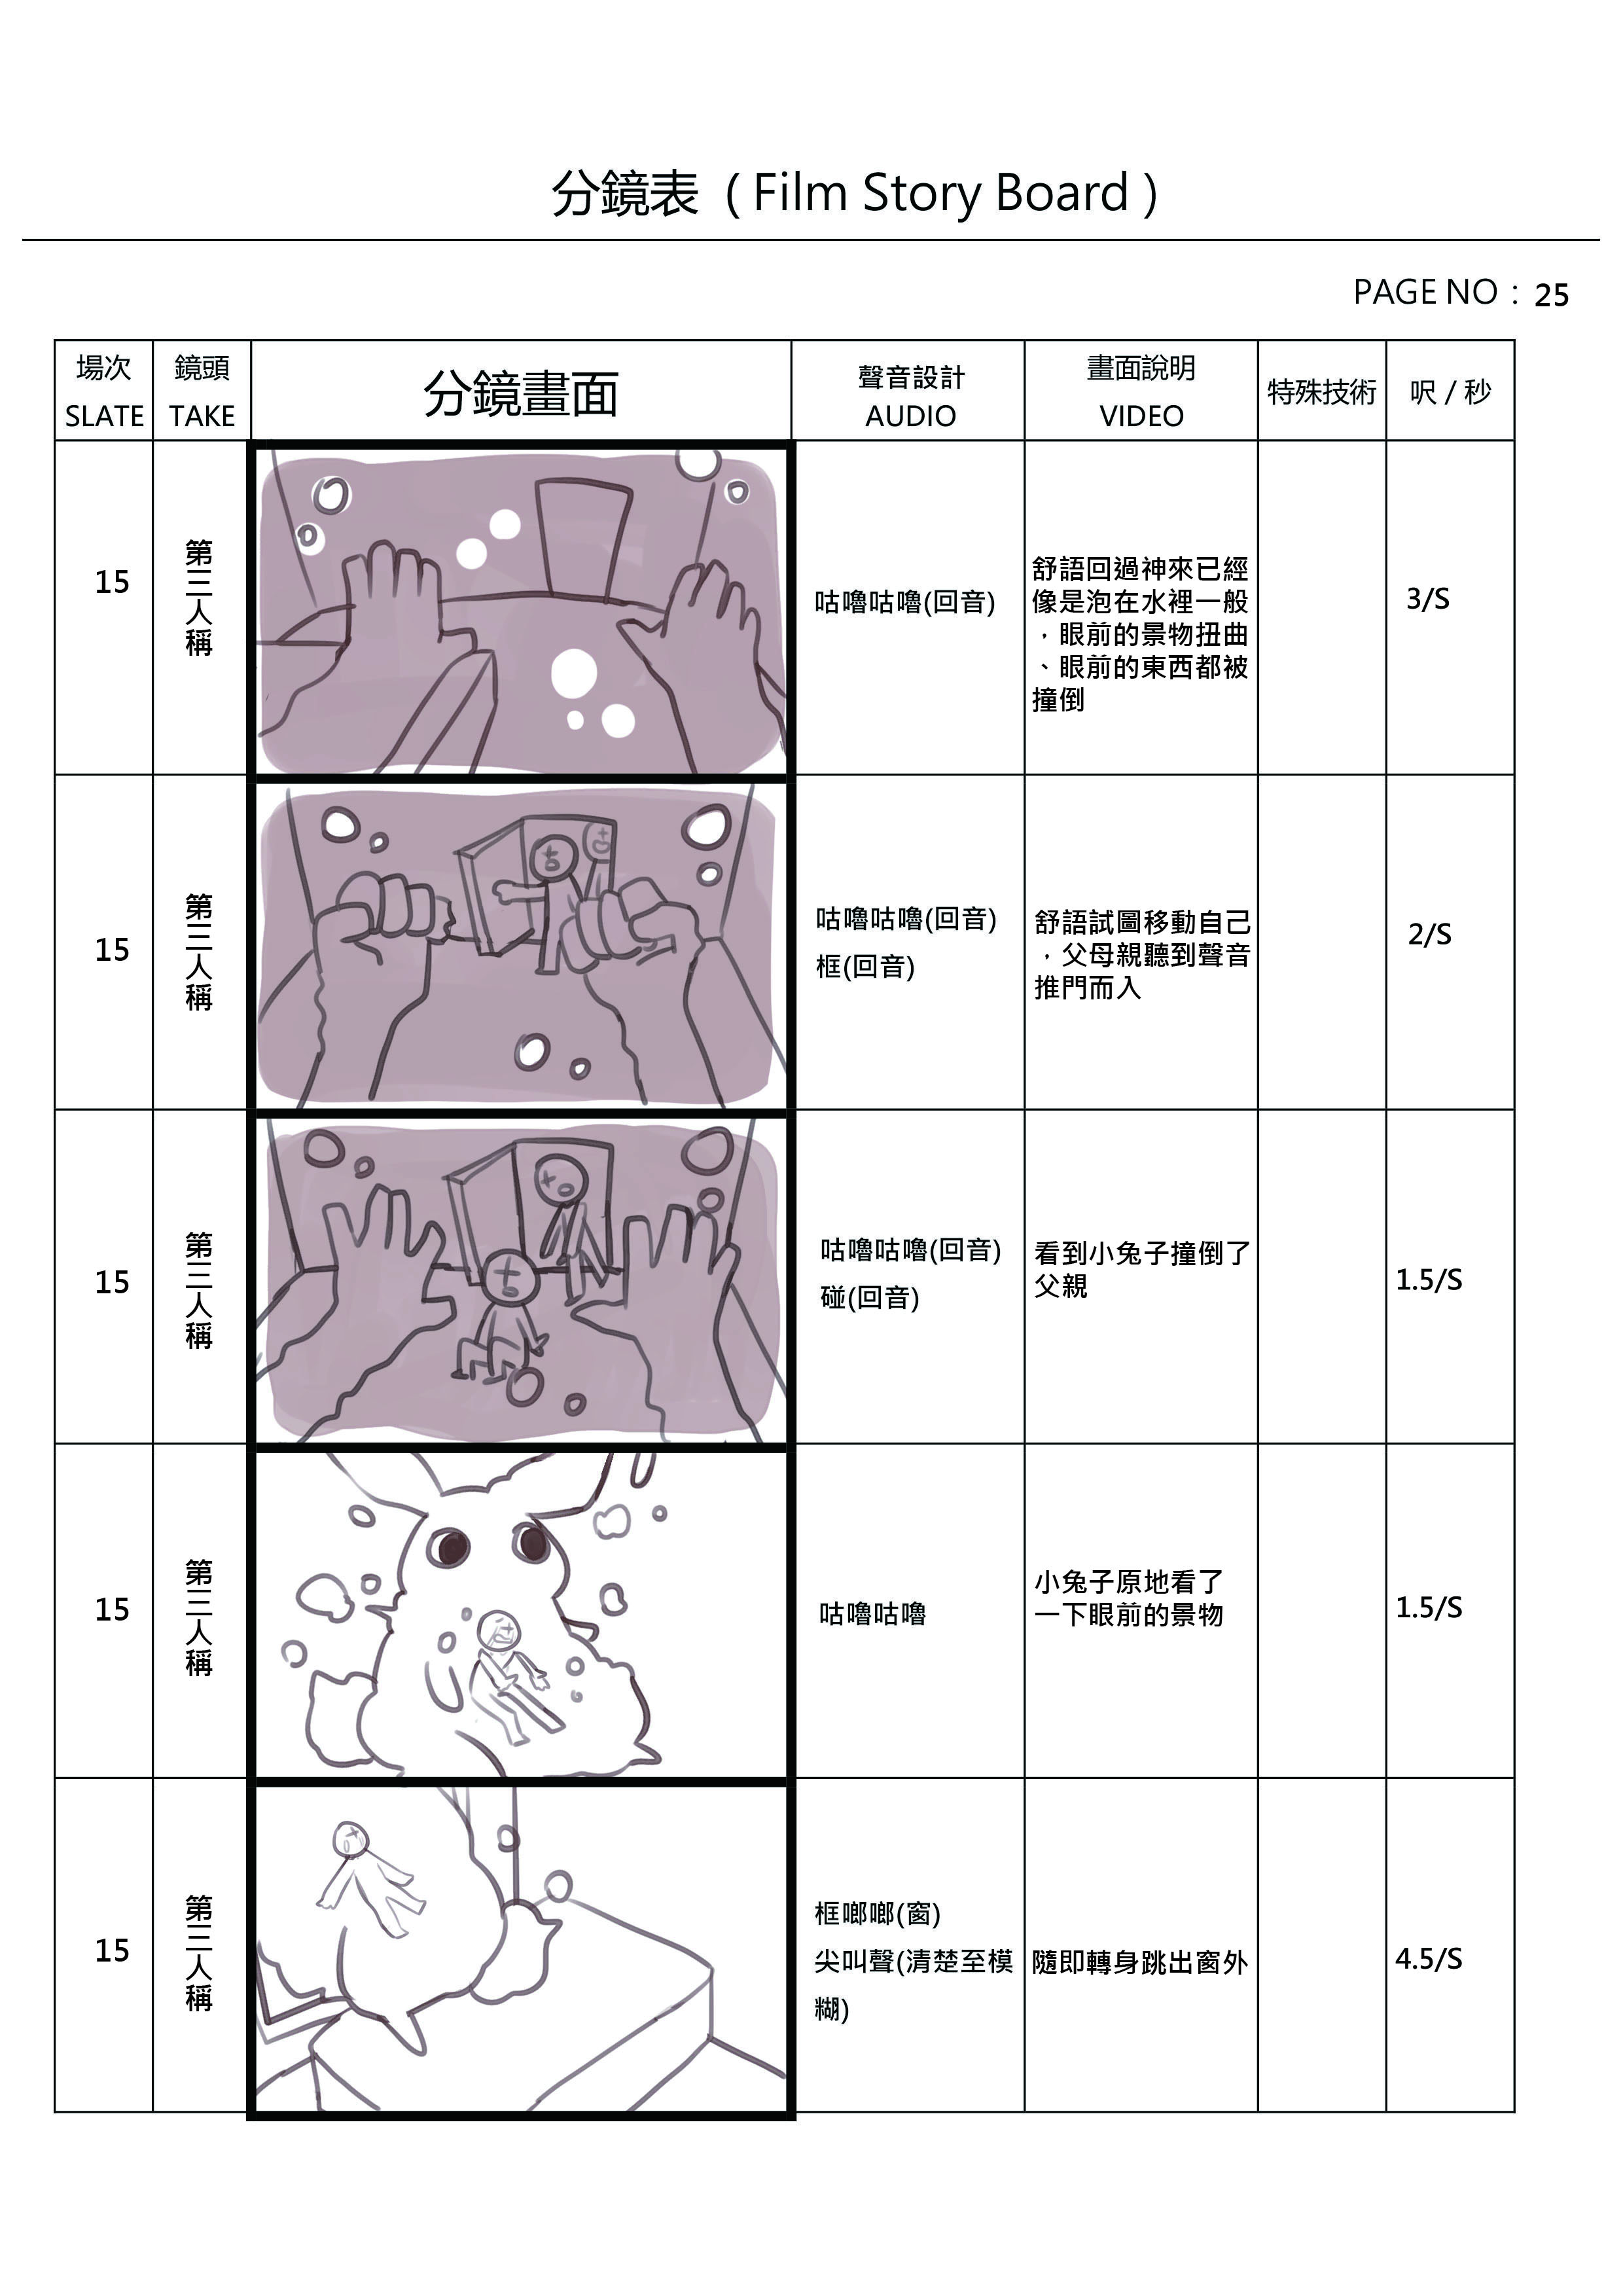 分鏡表（Film Story Board）
PAGE NO：25
場次
SLATE
鏡頭
TAKE
分鏡畫面
聲音設計
AUDIO
畫面說明
VIDEO
特殊技術
呎 / 秒
15
第三人稱
咕嚕咕嚕(回音)
舒語回過神來已經
像是泡在水裡一般
，眼前的景物扭曲
、眼前的東西都被
撞倒
3/S
15
第三人稱
咕嚕咕嚕(回音)
框(回音)
舒語試圖移動自己
，父母親聽到聲音
推門而入
2/S
15
第三人稱
咕嚕咕嚕(回音)
碰(回音)
看到小兔子撞倒了
父親
1.5/S
15
第三人稱
咕嚕咕嚕
小兔子原地看了
一下眼前的景物
1.5/S
15
第三人稱
框啷啷(窗)
尖叫聲(清楚至模
糊)
隨即轉身跳出窗外
4.5/S